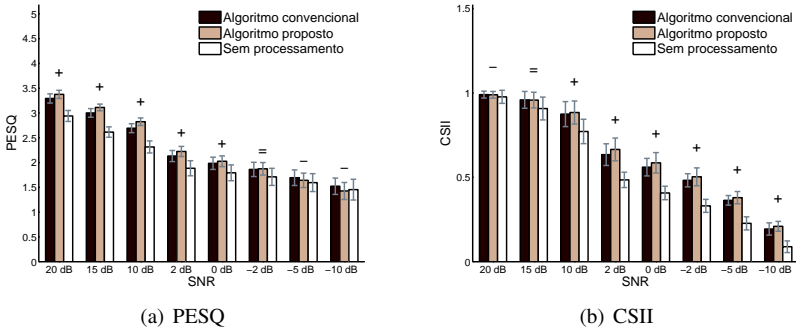 Algoritmo convencional
Algoritmo proposto
Sem processamento
PESQ
5
4.5
4
3.5
3
2.5
2
1.5
1
0.5
0
+ + + + + = − −
20 dB 15 dB 10 dB 2 dB 0 dB −2 dB −5 dB −10 dB
SNR
(a) PESQ
Algoritmo convencional
Algoritmo proposto
Sem processamento
CSII
1.5
1
0.5
0
− = + + + + + +
20 dB 15 dB 10 dB 2 dB 0 dB −2 dB −5 dB −10 dB
SNR
(b) CSII